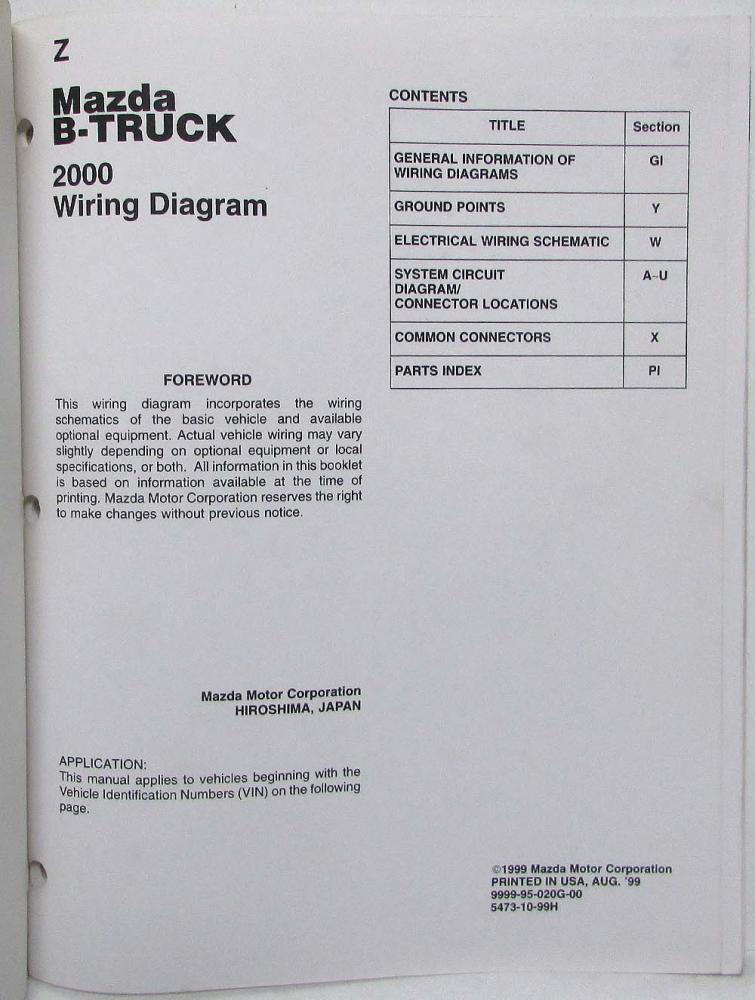 Z
Mazda
B-TRUCK
2000
Wiring Diagram
FOREWORD
This wiring diagram incorporates the wiring
schematics of the basic vehicle and available
optional equipment. Actual vehicle wiring may vary
slightly depending on optional equipment or local
specifications, or both. All information in this booklet
is based on information available at the time of
printing. Mazda Motor Corporation reserves the right
to make changes without previous notice.
Mazda Motor Corporation
HIROSHIMA, JAPAN
APPLICATION:
This manual applies to vehicles beginning with the
Vehicle Identification Numbers (VIN) on the following
page.
CONTENTS
TITLE Section
GENERAL INFORMATION OF GI
WIRING DIAGRAMS
GROUND POINTS Y
ELECTRICAL WIRING SCHEMATIC W
SYSTEM CIRCUIT A~U
DIAGRAM/
CONNECTOR LOCATIONS
COMMON CONNECTORS X
PARTS INDEX PI
©1999 Mazda Motor Corporation
PRINTED IN USA, AUG. '99
9999-95-020G-00
5473-10-99H